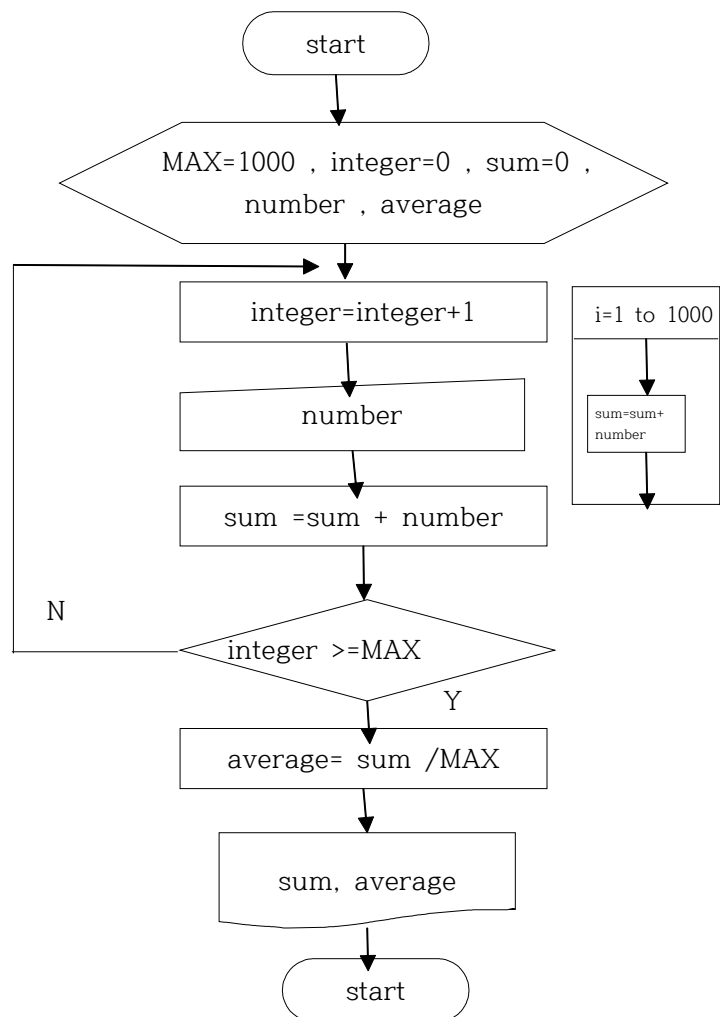 start
MAX=1000 , integer=0 , sum=0 ,
number , average
integer=integer+1
i=1 to 1000
number
sum=sum+
number
sum =sum + number
N
integer >=MAX
Y
average= sum /MAX
sum, average
start